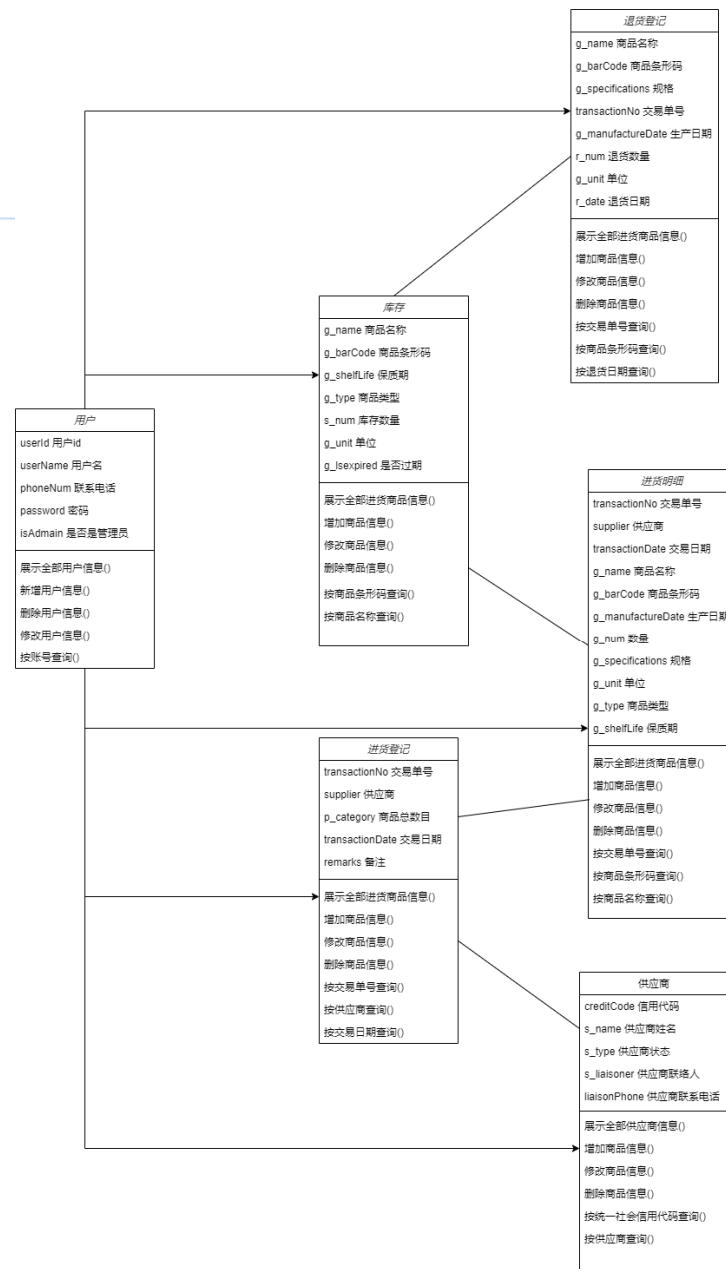 退货登记
g_name 商品名称
g_barCode 商品条形码
g_specifications 规格
transactionNo 交易单号
g_manufactureDate 生产日期
r_num 退货数量
g_unit 单位
r_date 退货日期
展示全部进货商品信息()
增加商品信息()
修改商品信息()
删除商品信息()
按交易单号查询()
按商品条形码查询()
按退货日期查询()
库存
g_name 商品名称
g_barCode 商品条形码
g_shelfLife 保质期
g_type 商品类型
s_num 库存数量
g_unit 单位
g_Isexpired 是否过期
展示全部进货商品信息()
增加商品信息()
修改商品信息()
删除商品信息()
按商品条形码查询()
按商品名称查询()
用户
userId 用户id
userName 用户名
phoneNum 联系电话
password 密码
isAdmain 是否是管理员
展示全部用户信息()
新增用户信息()
删除用户信息()
修改用户信息()
按账号查询()
进货明细
transactionNo 交易单号
supplier 供应商
transactionDate 交易日期
g_name 商品名称
g_barCode 商品条形码
g_manufactureDate 生产日期
g_num 数量
g_specifications 规格
g_unit 单位
g_type 商品类型
g_shelfLife 保质期
展示全部进货商品信息()
增加商品信息()
修改商品信息()
删除商品信息()
按交易单号查询()
按商品条形码查询()
按商品名称查询()
进货登记
transactionNo 交易单号
supplier 供应商
p_category 商品总数目
transactionDate 交易日期
remarks 备注
展示全部进货商品信息()
增加商品信息()
修改商品信息()
删除商品信息()
按交易单号查询()
按供应商查询()
按交易日期查询()
供应商
creditCode 信用代码
s_name 供应商姓名
s_type 供应商状态
s_liaisoner 供应商联络人
liaisonPhone 供应商联系电话
展示全部供应商信息()
增加商品信息()
修改商品信息()
删除商品信息()
按统一社会信用代码查询()
按供应商查询()